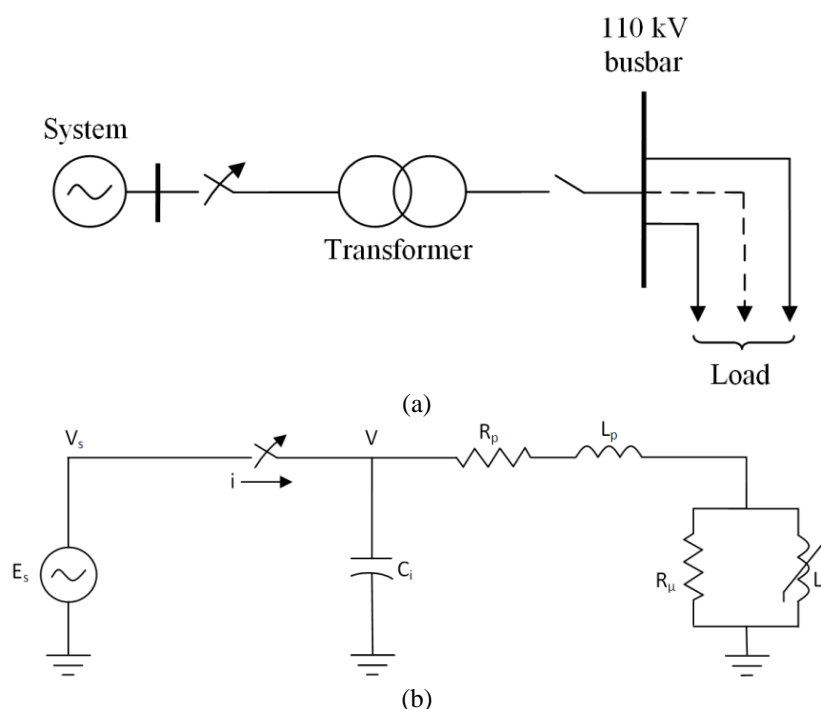 110 kV
busbar
System
Transformer
Load
(a)
Vs
V
Rp
Lp
i
Es
Ci
Rμ
L
(b)